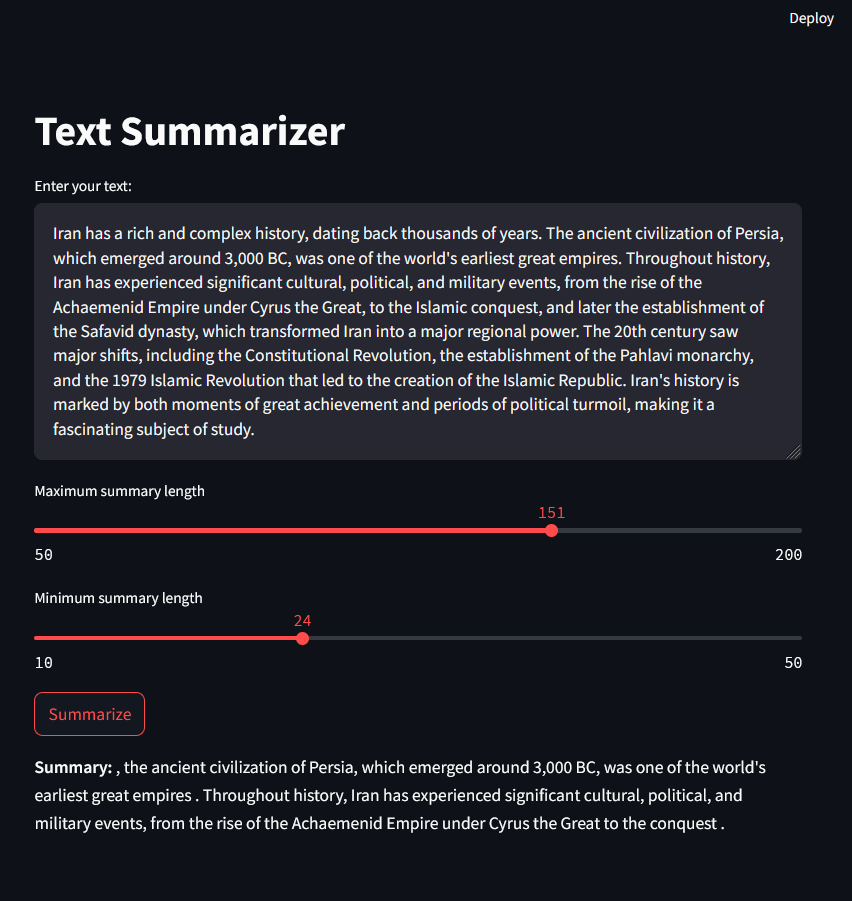 Deploy
Text Summarizer
Enter your text:
Iran has a rich and complex history, dating back thousands of years. The ancient civilization of Persia,
which emerged around 3,000 BC, was one of the world's earliest great empires. Throughout history,
Iran has experienced significant cultural, political, and military events, from the rise of the
Achaemenid Empire under Cyrus the Great, to the Islamic conquest, and later the establishment of
the Safavid dynasty, which transformed Iran into a major regional power. The 20th century saw
major shifts, including the Constitutional Revolution, the establishment of the Pahlavi monarchy,
and the 1979 Islamic Revolution that led to the creation of the Islamic Republic. Iran's history is
marked by both moments of great achievement and periods of political turmoil, making it a
fascinating subject of study.
Maximum summary length
151
50 200
Minimum summary length
24
10 50
Summarize
Summary: , the ancient civilization of Persia, which emerged around 3,000 BC, was one of the world's
earliest great empires . Throughout history, Iran has experienced significant cultural, political, and
military events, from the rise of the Achaemenid Empire under Cyrus the Great to the conquest .